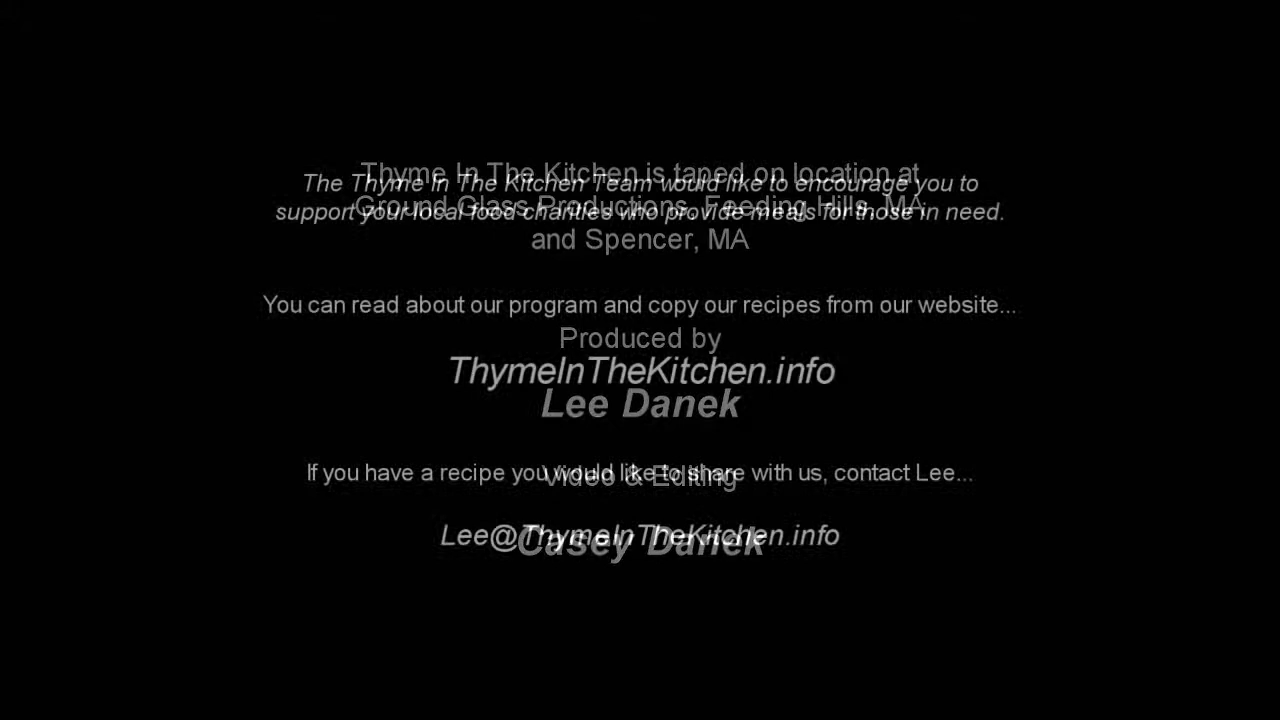 Thyme In The Kitchen is taped on location at
The Thyme In The Kitchen Team would like to encourage you to
Ground Glass Productions, Feeding Hills, MA
support your local food charities who provide meals for those in need.
and Spencer, MA
You can read about our program and copy our recipes from our website...
Produced by
ThymeInTheKitchen.info
Lee Danek
If you have a recipe you would like to share with us, contact Lee...
Video & Editing
Lee@ThymeInTheKitchen.info
Casey Danek